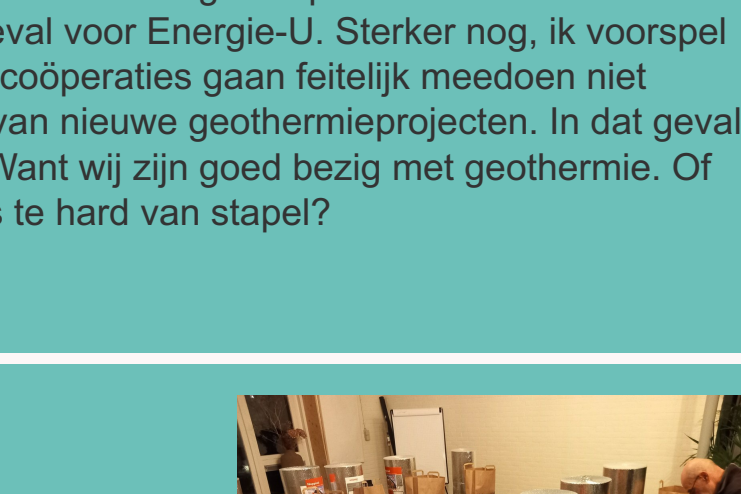 eval voor Energie-U. Sterker nog, ik voorspel
coöperaties gaan feitelijk meedoen niet
van nieuwe geothermieprojecten. In dat geval
Want wij zijn goed bezig met geothermie. Of
s te hard van stapel?